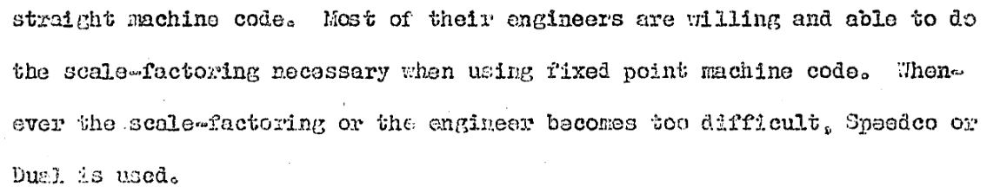 straight machine code. Most of their engineers are willing and able to do
the scale-factoring necessary when using fixed point machine code. When-
ever the scale-factoring or the engineer becomes too difficult, Speedco or
Dual is used.